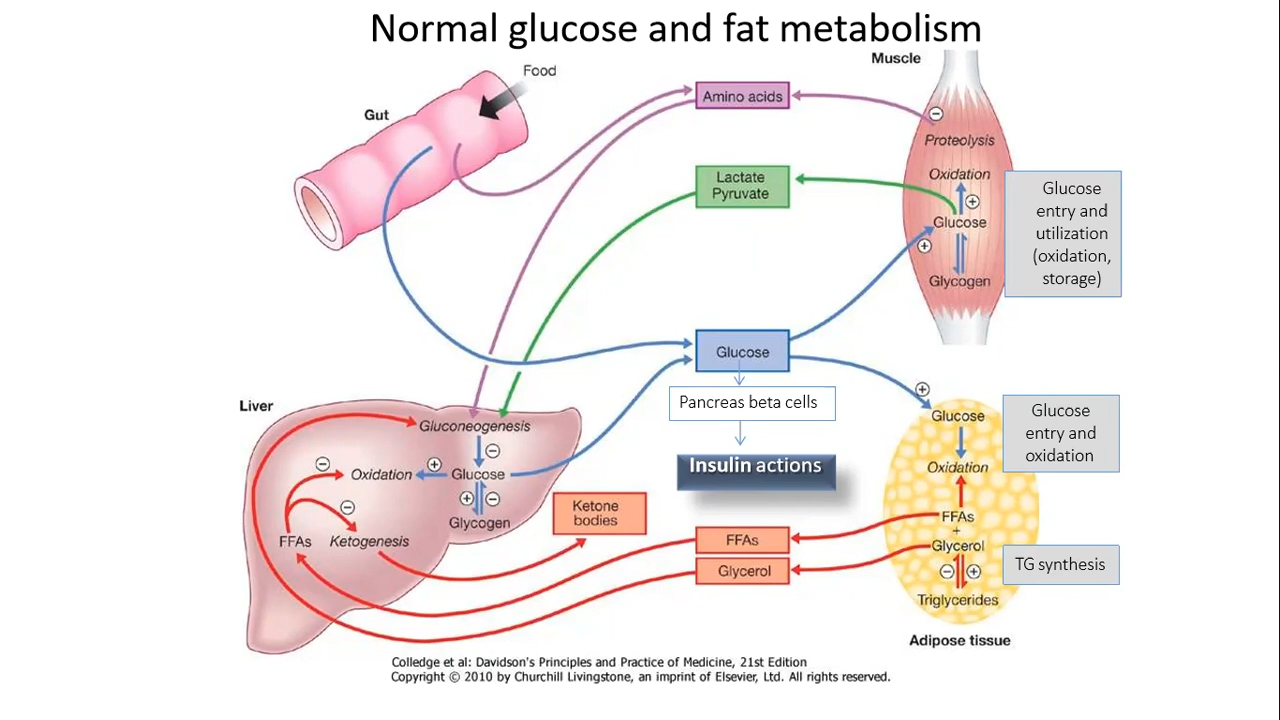 Normal glucose and fat metabolism
Muscle
Food
Gut
Amino acids
−
Proteolysis
Oxidation
+
Lactate
Pyruvate
Glucose
+
Glycogen
Glucose
entry and
utilization
(oxidation,
storage)
Glucose
Pancreas beta cells
Insulin actions
+
Glucose
Oxidation
FFAs
+
Glycerol
− +
Triglycerides
Adipose tissue
Glucose
entry and
oxidation
TG synthesis
Liver
Gluconeogenesis
−
− Oxidation + Glucose
+ −
−
Glycogen
FFAs Ketogenesis
Ketone
bodies
FFAs
Glycerol
Colledge et al: Davidson's Principles and Practice of Medicine, 21st Edition
Copyright © 2010 by Churchill Livingstone, an imprint of Elsevier, Ltd. All rights reserved.